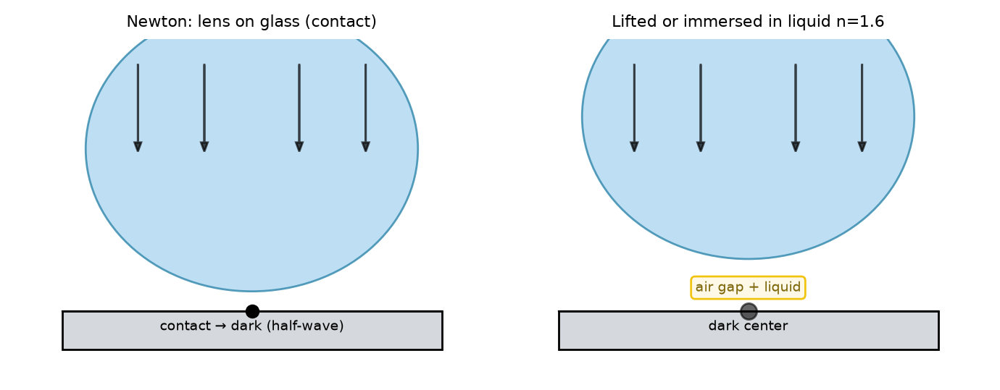 Newton: lens on glass (contact)
Lifted or immersed in liquid n=1.6
air gap + liquid
contact → dark (half-wave)
dark center